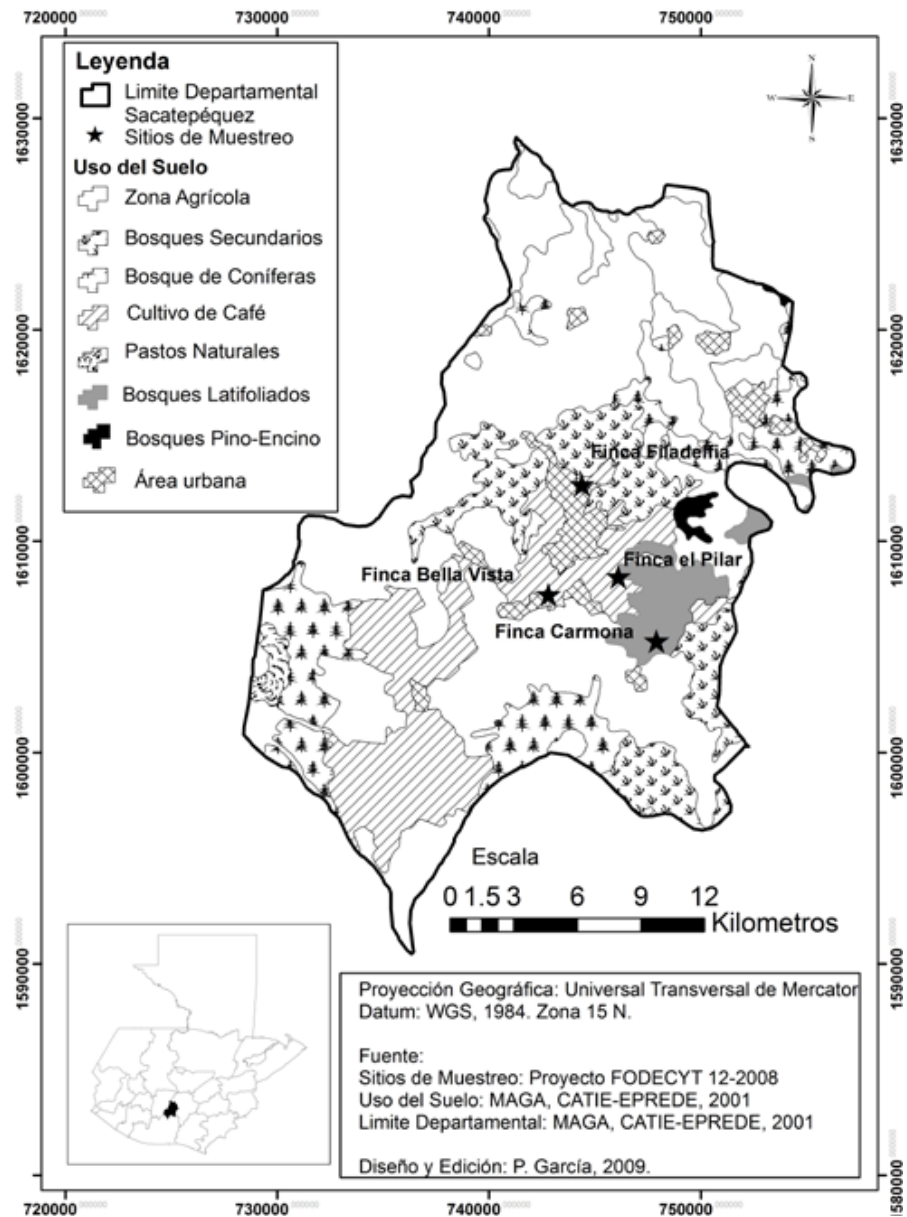 720000
730000
740000
750000
Leyenda
Limite Departamental
Sacatepéquez
Sitios de Muestreo
Uso del Suelo
Zona Agrícola
Bosques Secundarios
Bosque de Coníferas
Cultivo de Café
Pastos Naturales
Bosques Latifoliados
Bosques Pino-Encino
Área urbana
N
W
E
S
1630000
1630000
1620000
1620000
1610000
1610000
1600000
1600000
1590000
1590000
1580000
Finca Filadelfia
Finca Bella Vista
Finca el Pilar
Finca Carmona
Escala
0 1.5 3 6 9 12
Kilometros
Proyección Geográfica: Universal Transversal de Mercator
Datum: WGS, 1984. Zona 15 N.
Fuente:
Sitios de Muestreo: Proyecto FODECYT 12-2008
Uso del Suelo: MAGA, CATIE-EPREDE, 2001
Limite Departamental: MAGA, CATIE-EPREDE, 2001
Diseño y Edición: P. García, 2009.
720000
730000
740000
750000